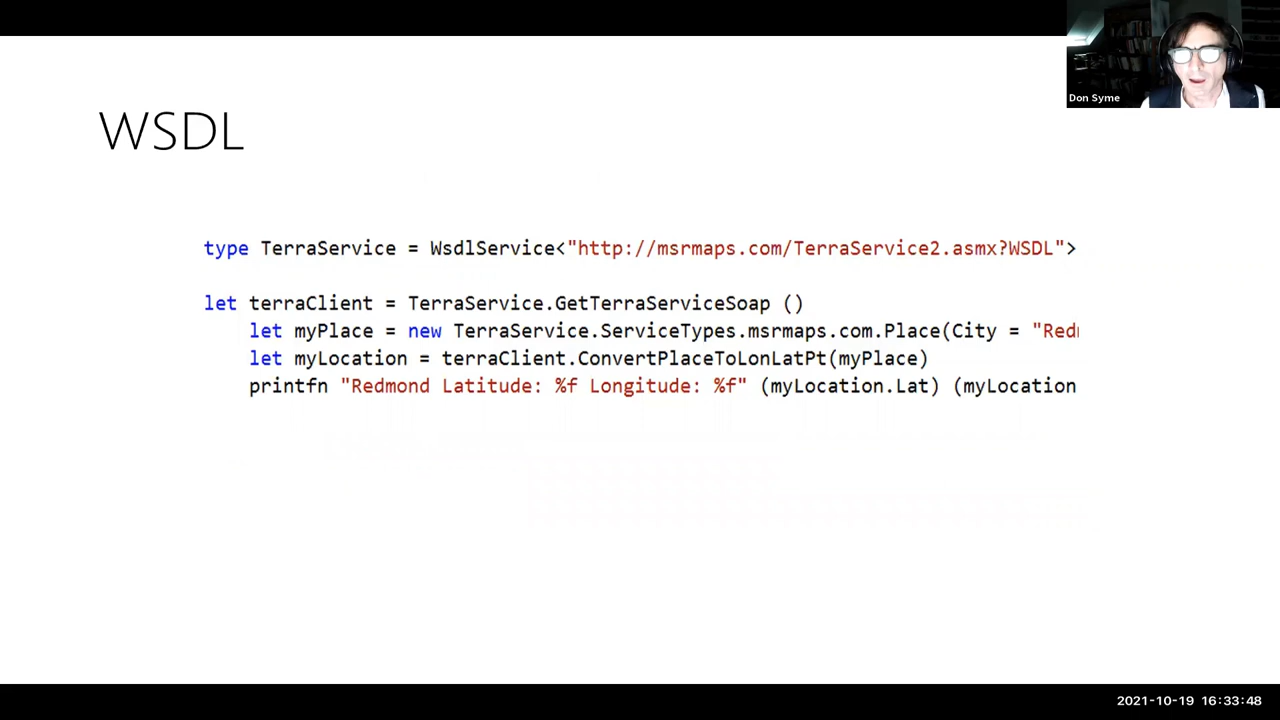 Don Syme
WSDL
type TerraService = WsdlService<"http://msrmaps.com/TerraService2.asmx?WSDL">
let terraClient = TerraService.GetTerraServiceSoap ()
let myPlace = new TerraService.ServiceTypes.msrmaps.com.Place(City = "Red
let myLocation = terraClient.ConvertPlaceToLonLatPt(myPlace)
printfn "Redmond Latitude: %f Longitude: %f" (myLocation.Lat) (myLocation
2021-10-19 16:33:48